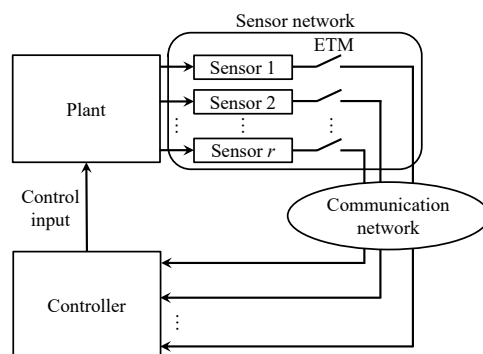 Sensor network
ETM
Sensor 1
Plant
Sensor 2
⋮ ⋮ ⋮
Sensor r
Control
input
Communication
network
Controller
⋮